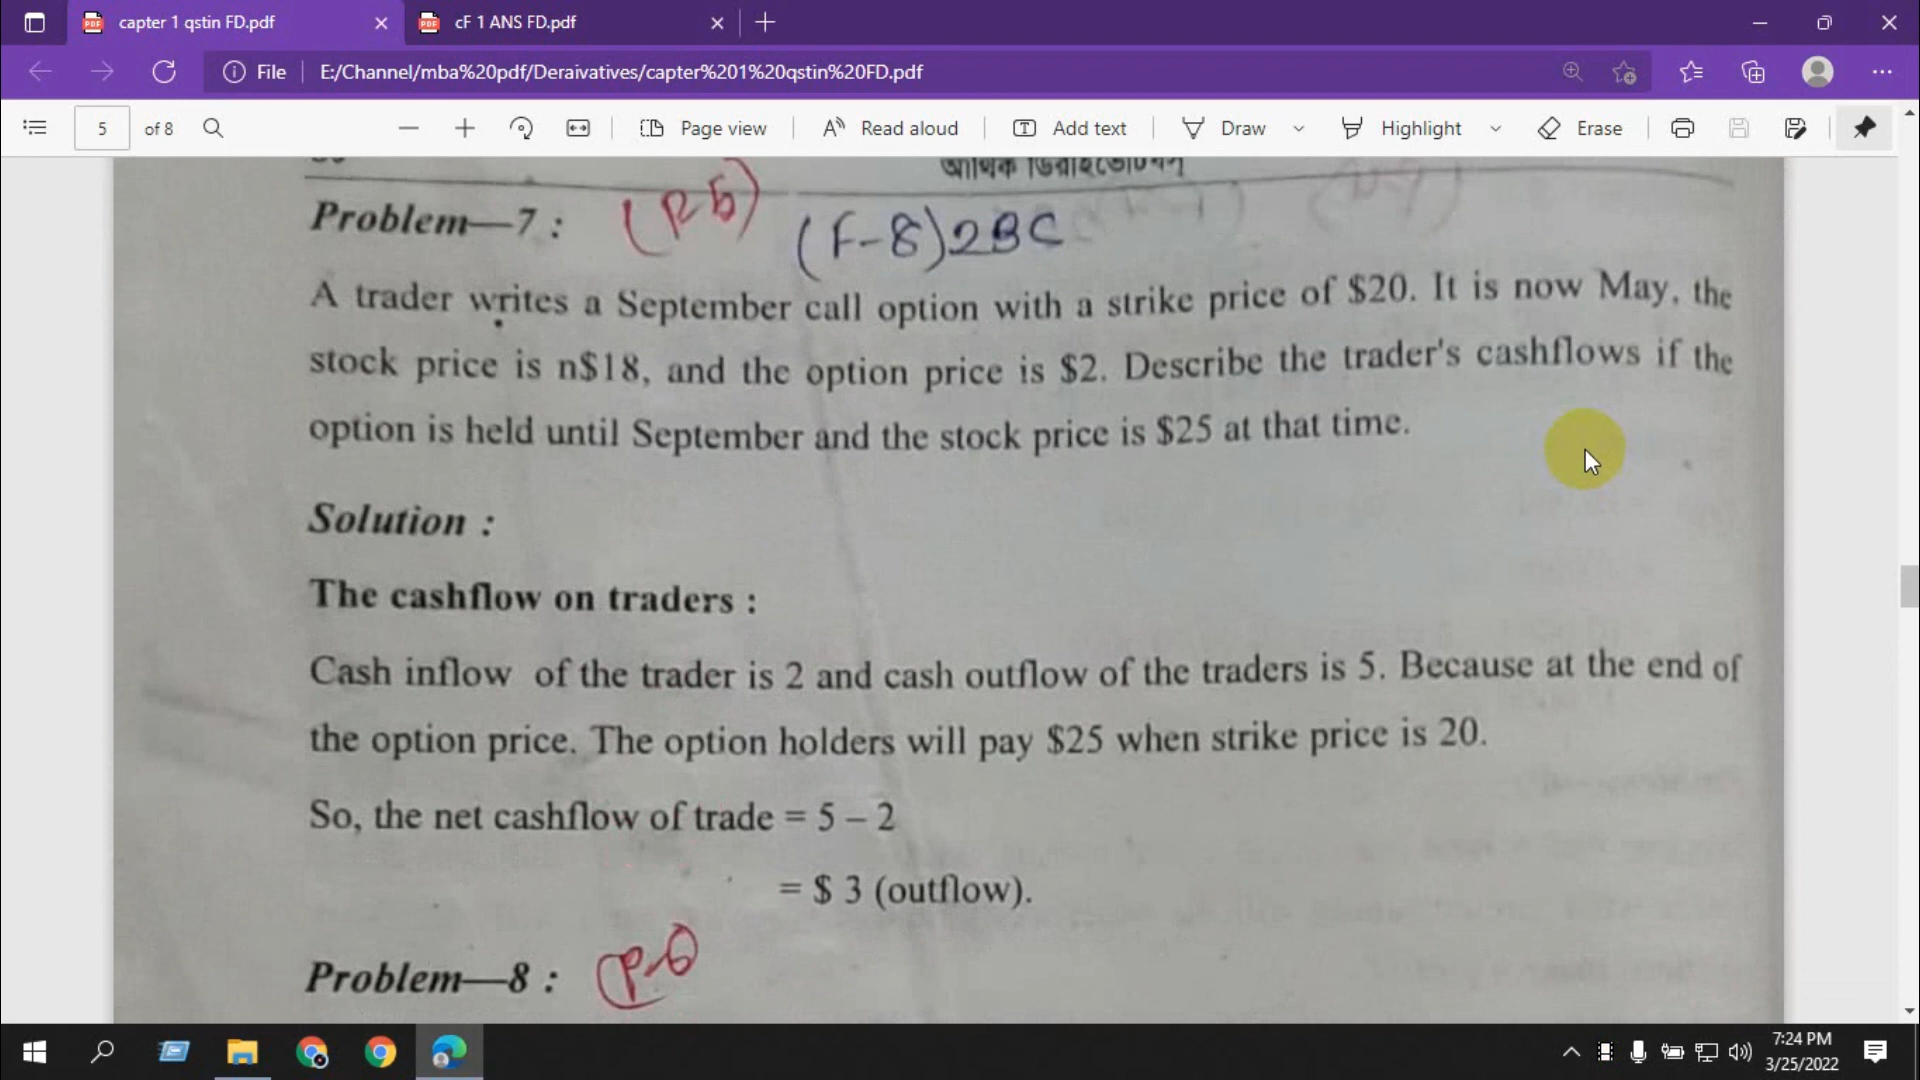 capter 1 qstin FD.pdf
cF 1 ANS FD.pdf
File
E:/Channel/mba%20pdf/Deraivatives/capter%201%20qstin%20FD.pdf
5 of 8
Page view
Read aloud
Add text
Draw
Highlight
Erase
Problem—7 :
(F-8)2BC
A trader writes a September call option with a strike price of $20. It is now May, the
stock price is n$18, and the option price is $2. Describe the trader's cashflows if the
option is held until September and the stock price is $25 at that time.
Solution :
The cashflow on traders :
Cash inflow of the trader is 2 and cash outflow of the traders is 5. Because at the end of
the option price. The option holders will pay $25 when strike price is 20.
So, the net cashflow of trade = 5 – 2
= $ 3 (outflow).
Problem—8 :
7:24 PM
3/25/2022